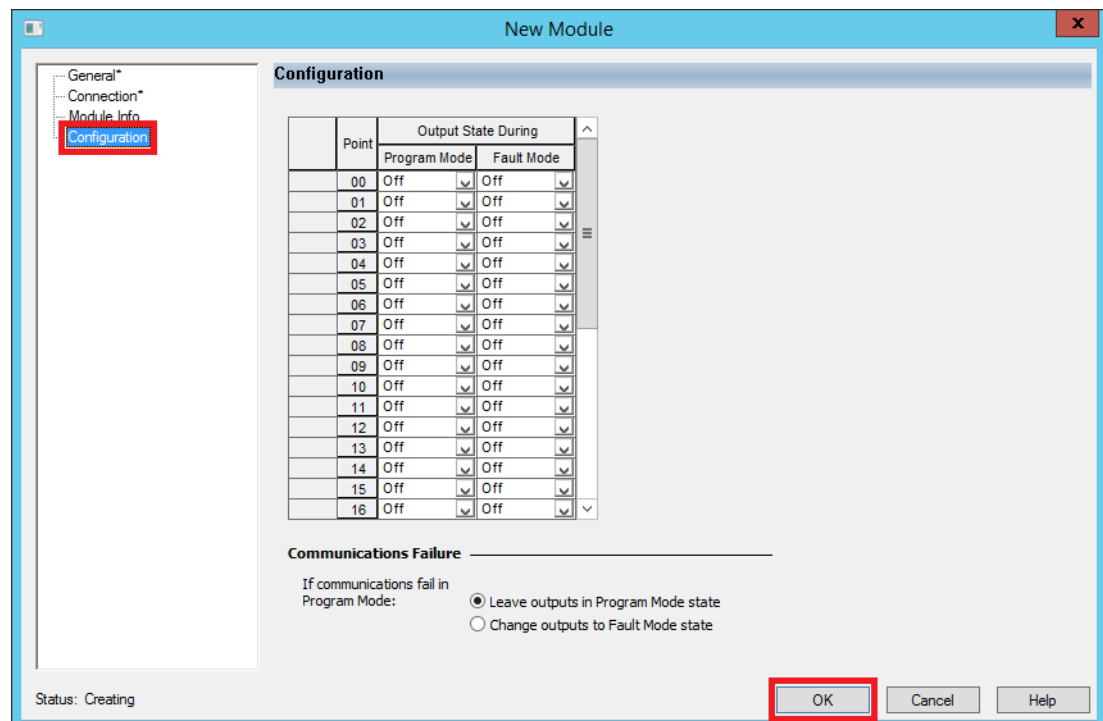 New Module
x
General*
Connection*
Module Info
Configuration
Configuration
Point
Output State During
Program Mode Fault Mode
00 Off Off
01 Off Off
02 Off Off
03 Off Off
04 Off Off
05 Off Off
06 Off Off
07 Off Off
08 Off Off
09 Off Off
10 Off Off
11 Off Off
12 Off Off
13 Off Off
14 Off Off
15 Off Off
16 Off Off
Communications Failure
If communications fail in
Program Mode:
Leave outputs in Program Mode state
Change outputs to Fault Mode state
Status: Creating
OK Cancel Help